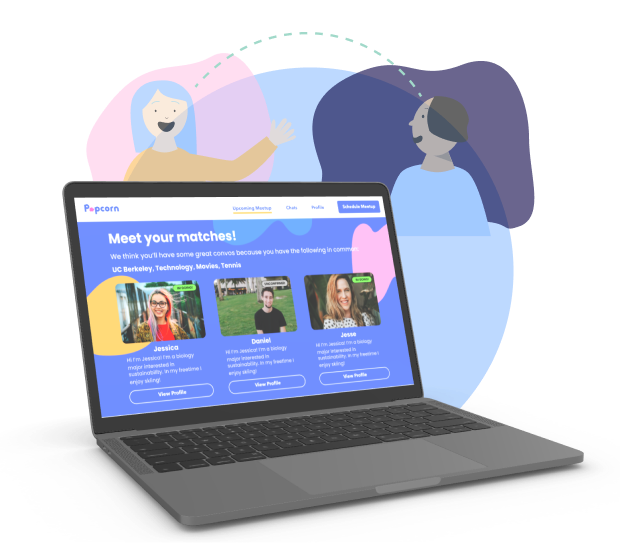 Popcorn
Upcoming Meetup
Chats
Profile
Schedule Meetup
Meet your matches!
We think you'll have some great convos because you have the following in common
UC Berkeley, Technology, Movies, Tennis
Jessica
Hi I'm Jessica! I'm a biology
major interested in
sustainability. In my freetime I
enjoy skiing!
View Profile
Daniel
Hi I'm Jessica! I'm a biology
major interested in
sustainability. In my freetime I
enjoy skiing!
View Profile
Jesse
Hi I'm Jessica! I'm a biology
major interested in
sustainability. In my freetime I
enjoy skiing!
View Profile